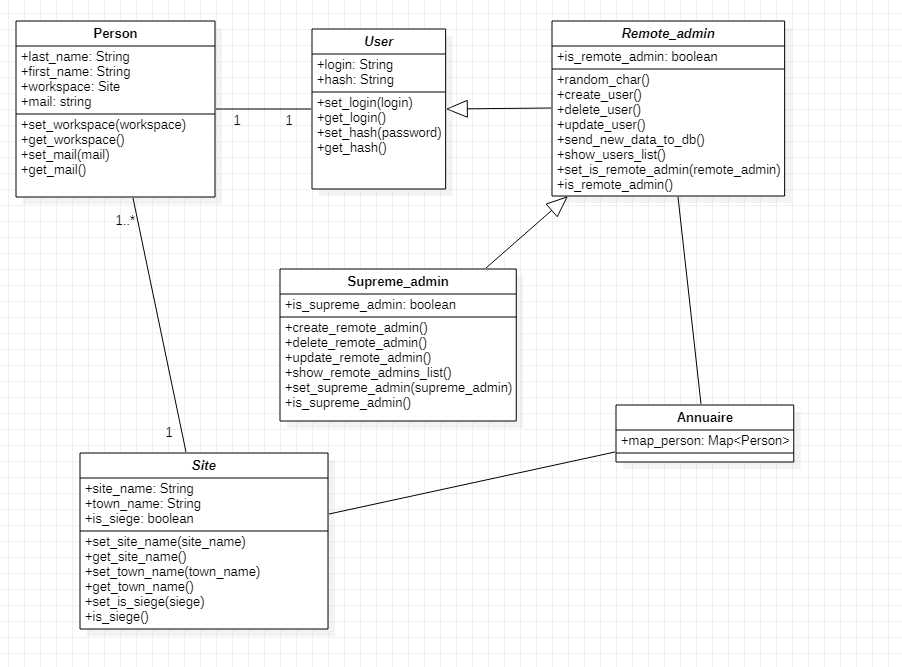 Person
+last_name: String
+first_name: String
+workspace: Site
+mail: string
+set_workspace(workspace)
+get_workspace()
+set_mail(mail)
+get_mail()
1
1
User
+login: String
+hash: String
+set_login(login)
+get_login()
+set_hash(password)
+get_hash()
Remote_admin
+is_remote_admin: boolean
+random_char()
+create_user()
+delete_user()
+update_user()
+send_new_data_to_db()
+show_users_list()
+set_is_remote_admin(remote_admin)
+is_remote_admin()
1..*
1
Supreme_admin
+is_supreme_admin: boolean
+create_remote_admin()
+delete_remote_admin()
+update_remote_admin()
+show_remote_admins_list()
+set_supreme_admin(supreme_admin)
+is_supreme_admin()
Annuaire
+map_person: Map<Person>
Site
+site_name: String
+town_name: String
+is_siege: boolean
+set_site_name(site_name)
+get_site_name()
+set_town_name(town_name)
+get_town_name()
+set_is_siege(siege)
+is_siege()